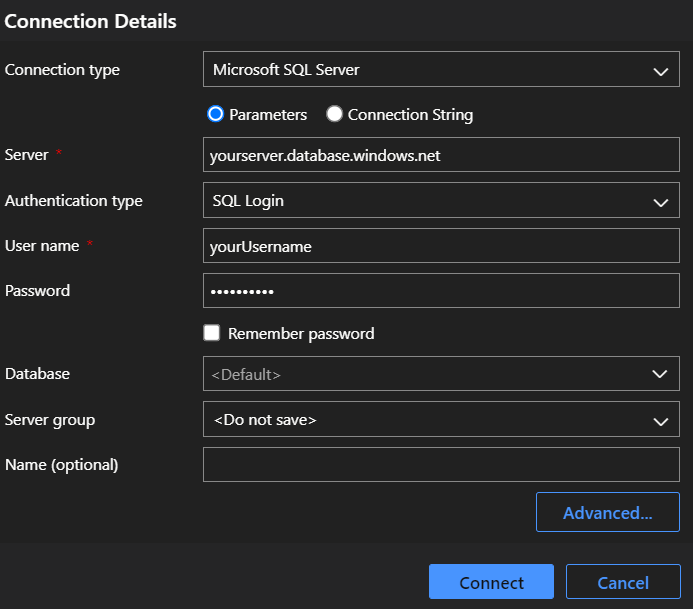 Connection Details
Connection type Microsoft SQL Server
Parameters Connection String
Server * yourserver.database.windows.net
Authentication type SQL Login
User name * yourUsername
Password ••••••••••
Remember password
Database <Default>
Server group <Do not save>
Name (optional)
Advanced...
Connect Cancel